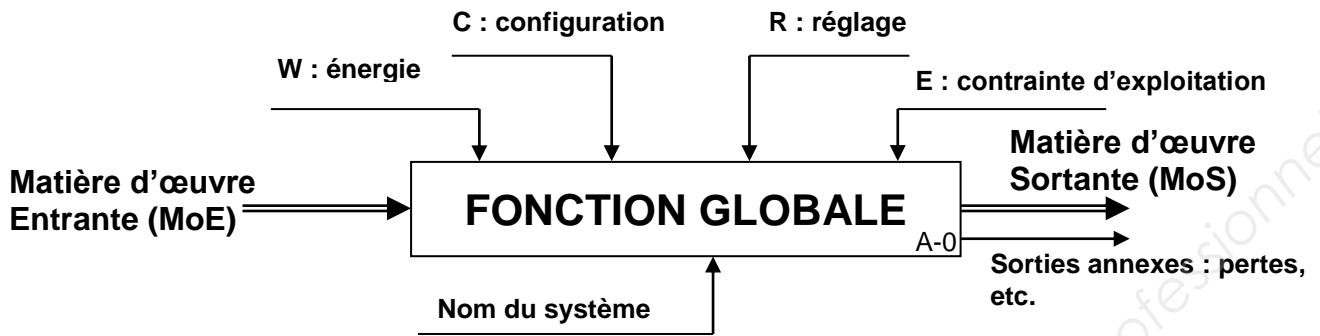 C : configuration
R : réglage
W : énergie
E : contrainte d'exploitation
Matière d'œuvre
Entrante (MoE)
FONCTION GLOBALE
A-0
Matière d'œuvre
Sortante (MoS)
Sorties annexes : pertes,
etc.
Nom du système